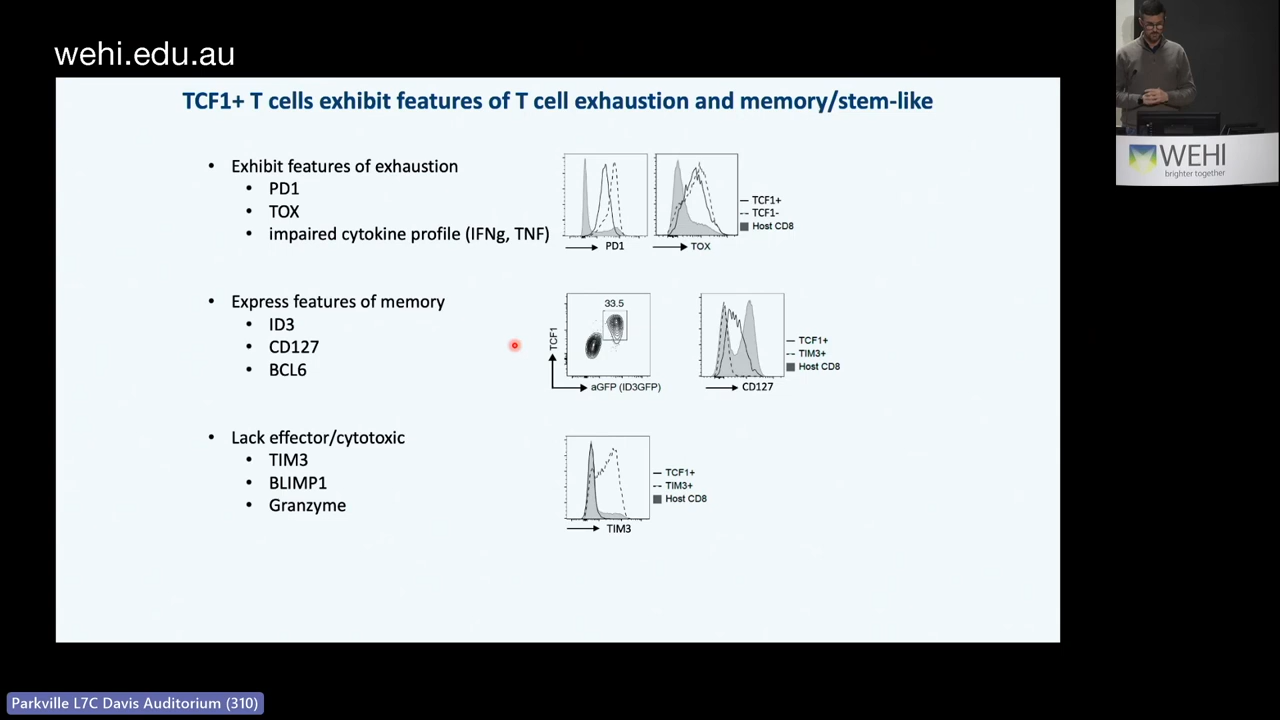 wehi.edu.au
TCF1+ T cells exhibit features of T cell exhaustion and memory/stem-like
• Exhibit features of exhaustion
• PD1
• TOX
• impaired cytokine profile (IFNg, TNF)
PD1
TOX
TCF1+
TCF1-
Host CD8
• Express features of memory
• ID3
• CD127
• BCL6
33.5
TCF1
aGFP (ID3GFP)
CD127
TCF1+
TIM3+
Host CD8
• Lack effector/cytotoxic
• TIM3
• BLIMP1
• Granzyme
TIM3
TCF1+
TIM3+
Host CD8
WEHI
brighter together
Parkville L7C Davis Auditorium (310)